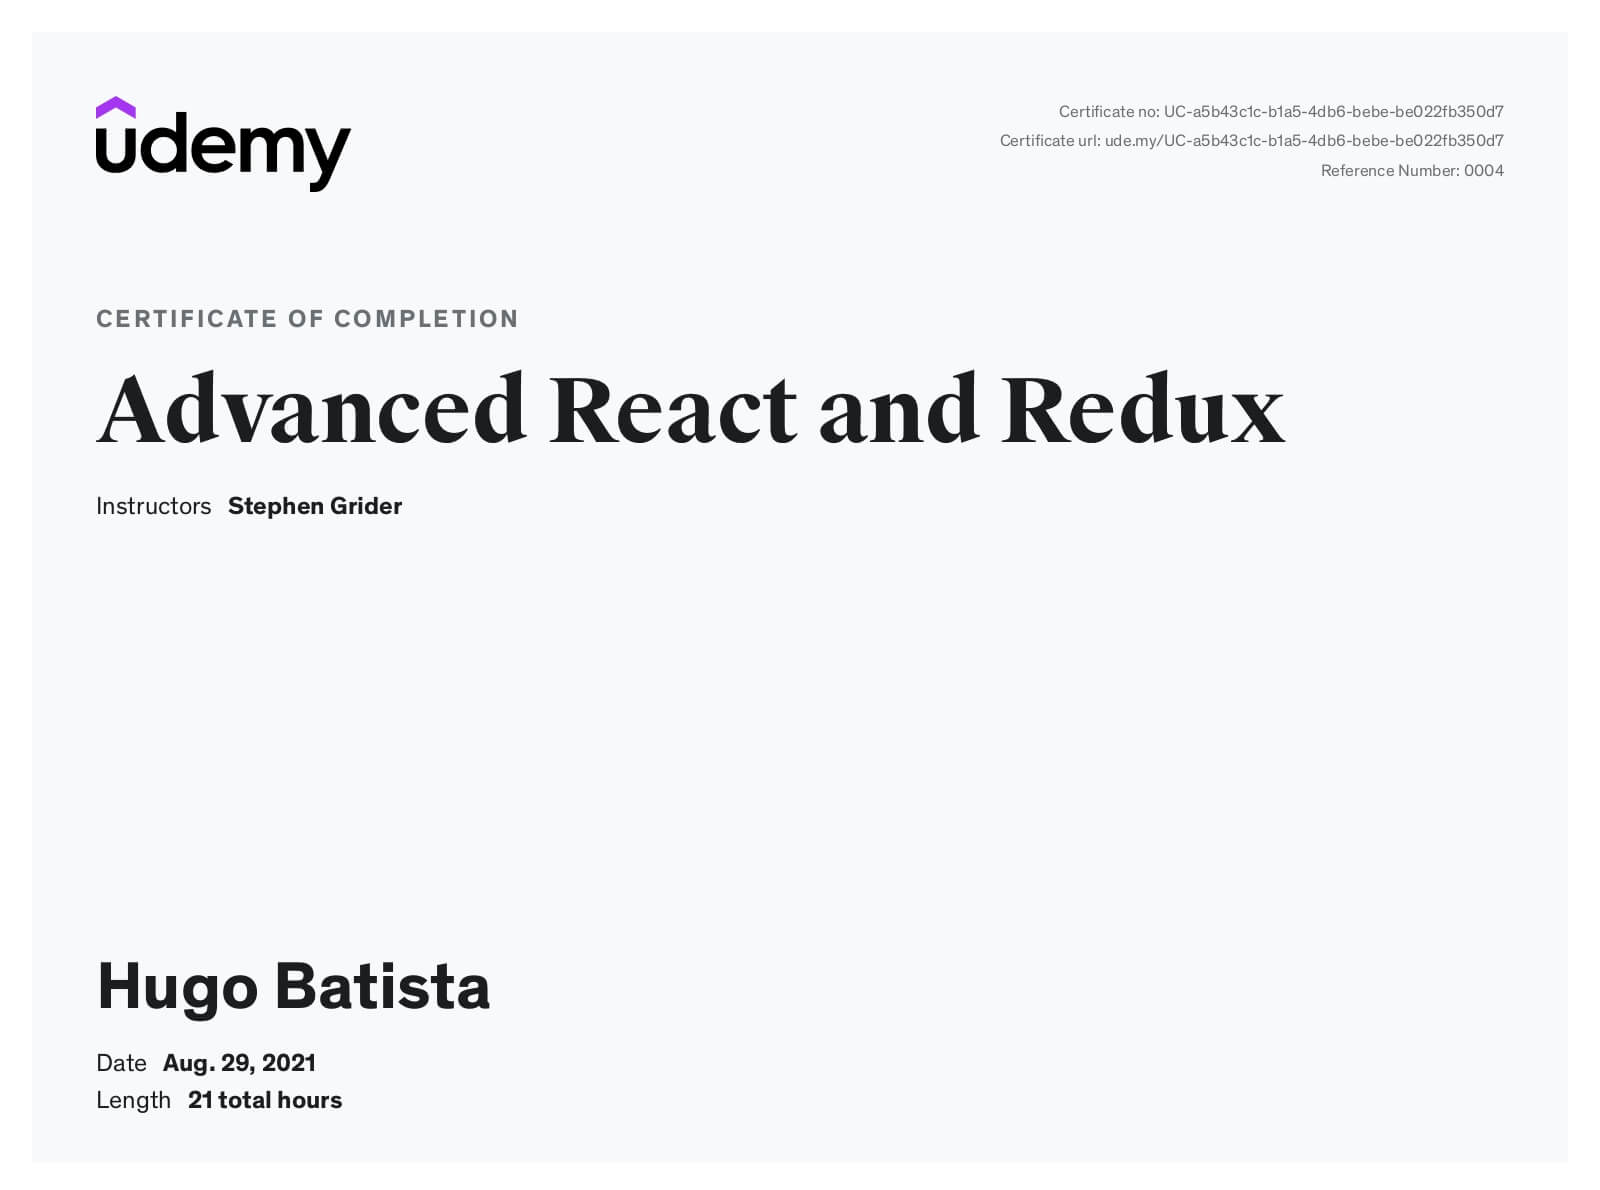 udemy
Certificate no: UC-a5b43c1c-b1a5-4db6-bebe-be022fb350d7
Certificate url: ude.my/UC-a5b43c1c-b1a5-4db6-bebe-be022fb350d7
Reference Number: 0004
CERTIFICATE OF COMPLETION
Advanced React and Redux
Instructors Stephen Grider
Hugo Batista
Date Aug. 29, 2021
Length 21 total hours